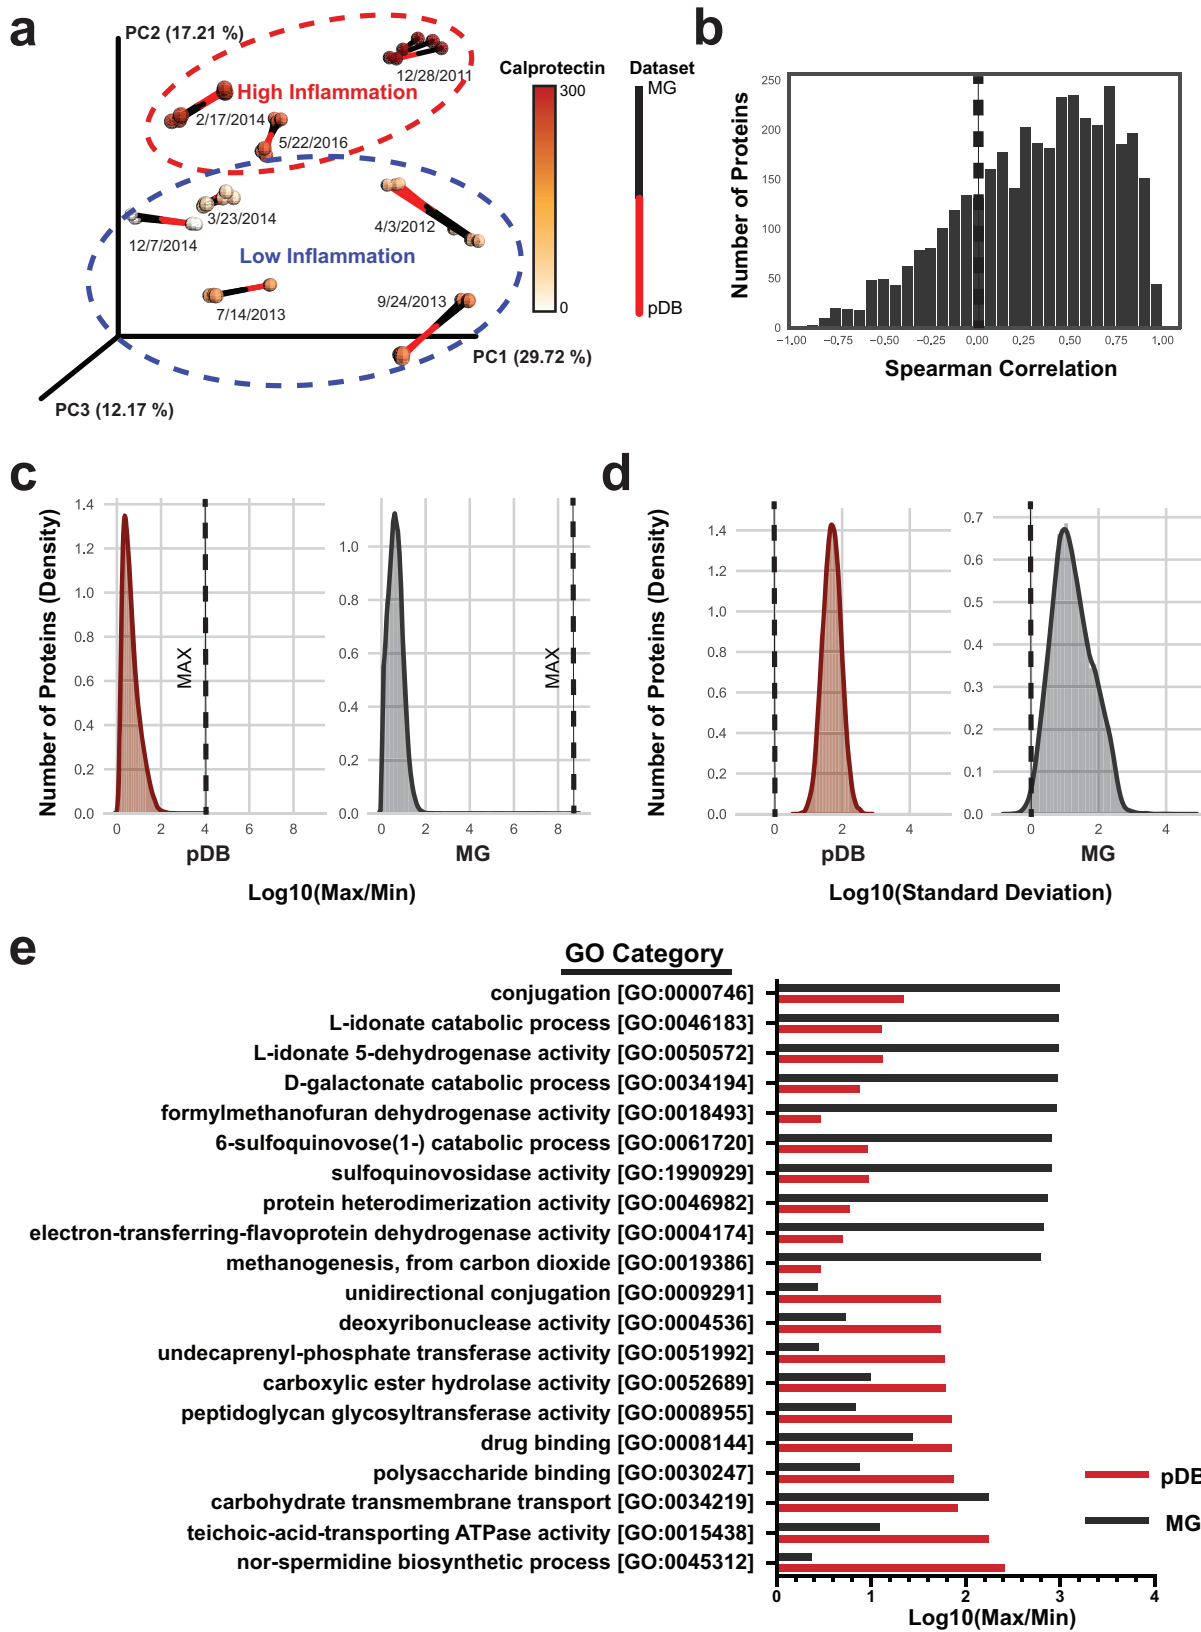 a
PC2 (17.21 %)
12/28/2011
High Inflammation
2/17/2014
5/22/2016
3/23/2014
12/7/2014
4/3/2012
Low Inflammation
7/14/2013
9/24/2013
PC1 (29.72 %)
PC3 (12.17 %)
Calprotectin
300
0
Dataset
MG
pDB
b
Number of Proteins
250
200
150
100
50
0
-1.00
-0.75
-0.50
-0.25
0.00
0.25
0.50
0.75
1.00
Spearman Correlation
c
Number of Proteins (Density)
1.4
1.2
1.0
0.8
0.6
0.4
0.2
0.0
MAX
0 2 4 6 8
pDB
1.0
0.8
0.6
0.4
0.2
0.0
MAX
0 2 4 6 8
MG
Log10(Max/Min)
d
Number of Proteins (Density)
1.4
1.2
1.0
0.8
0.6
0.4
0.2
0.0
0 2 4
pDB
0.7
0.6
0.5
0.4
0.3
0.2
0.1
0.0
0 2 4
MG
Log10(Standard Deviation)
e
GO Category
conjugation [GO:0000746]
L-idonate catabolic process [GO:0046183]
L-idonate 5-dehydrogenase activity [GO:0050572]
D-galactonate catabolic process [GO:0034194]
formylmethanofuran dehydrogenase activity [GO:0018493]
6-sulfoquinovose(1-) catabolic process [GO:0061720]
sulfoquinovosidase activity [GO:1990929]
protein heterodimerization activity [GO:0046982]
electron-transferring-flavoprotein dehydrogenase activity [GO:0004174]
methanogenesis, from carbon dioxide [GO:0019386]
unidirectional conjugation [GO:0009291]
deoxyribonuclease activity [GO:0004536]
undecaprenyl-phosphate transferase activity [GO:0051992]
carboxylic ester hydrolase activity [GO:0052689]
peptidoglycan glycosyltransferase activity [GO:0008955]
drug binding [GO:0008144]
polysaccharide binding [GO:0030247]
carbohydrate transmembrane transport [GO:0034219]
teichoic-acid-transporting ATPase activity [GO:0015438]
nor-spermidine biosynthetic process [GO:0045312]
pDB
MG
0 1 2 3 4
Log10(Max/Min)